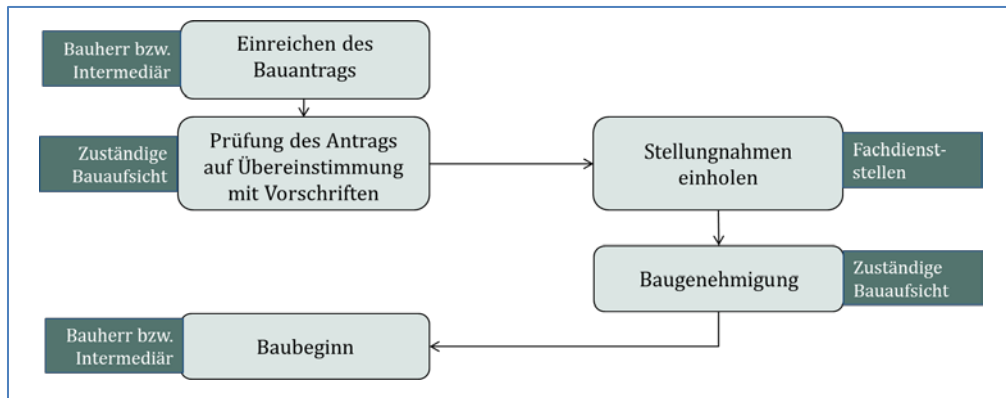 Bauherr bzw.
Intermediär
Einreichen des
Bauantrags
Zuständige
Bauaufsicht
Prüfung des Antrags
auf Übereinstimmung
mit Vorschriften
Stellungnahmen
einholen
Fachdienst-
stellen
Baugenehmigung
Zuständige
Bauaufsicht
Bauherr bzw.
Intermediär
Baubeginn